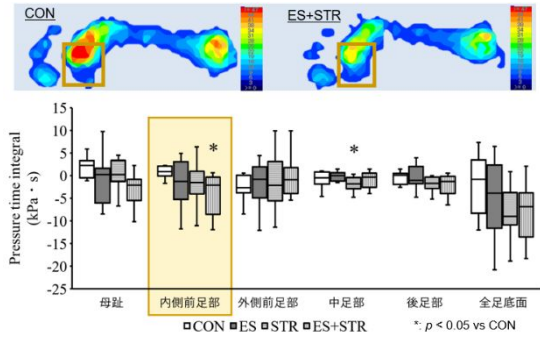 CON
ES+STR
Pressure time integral
(kPa・s)
15
10
5
0
-5
-10
-15
-20
-25
*
*
母趾
内側前足部
外側前足部
中足部
後足部
全足底面
□CON ■ES ■STR ▥ES+STR
*: p < 0.05 vs CON